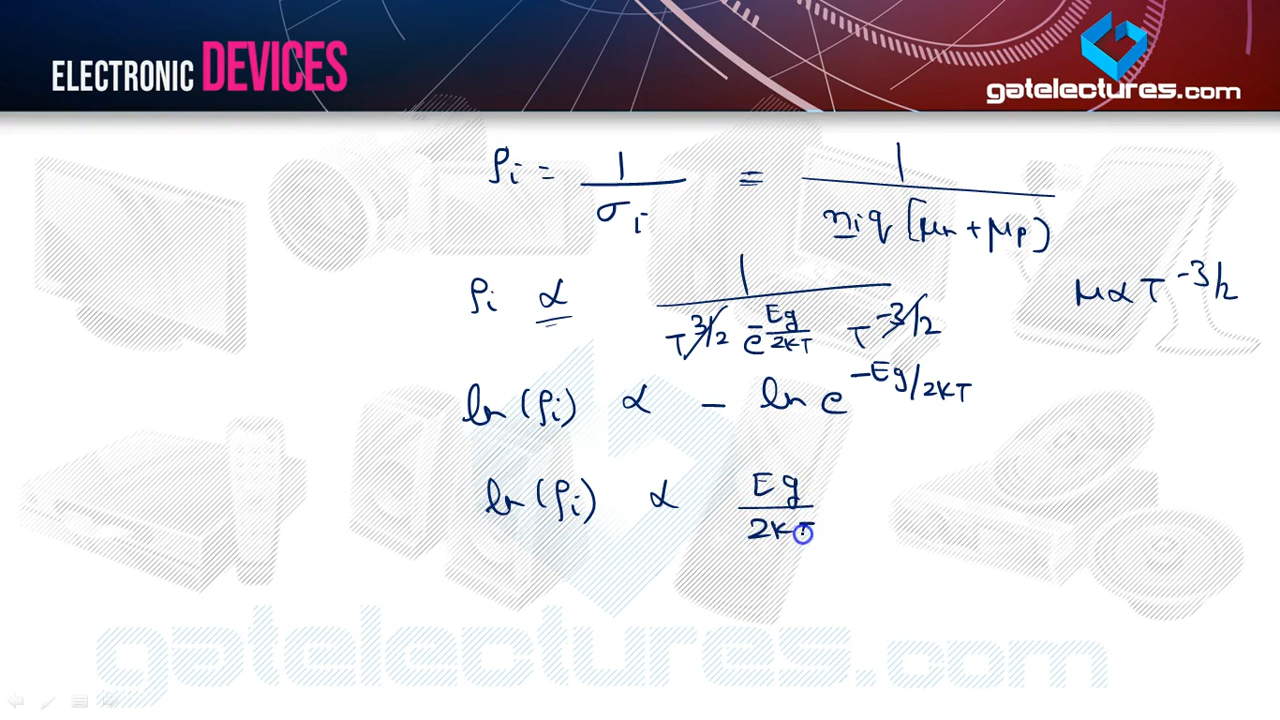 ELECTRONIC DEVICES
gatelectures.com
ρi = 1/σi = 1/(niq [μn + μp))
ρi ∝ 1/(T^3/2 e^-Eg/2KT T^-3/2) μ ∝ T^-3/2
ln (ρi) ∝ - ln e^-Eg/2KT
ln (ρi) ∝ Eg/2KT
gatelectures.com